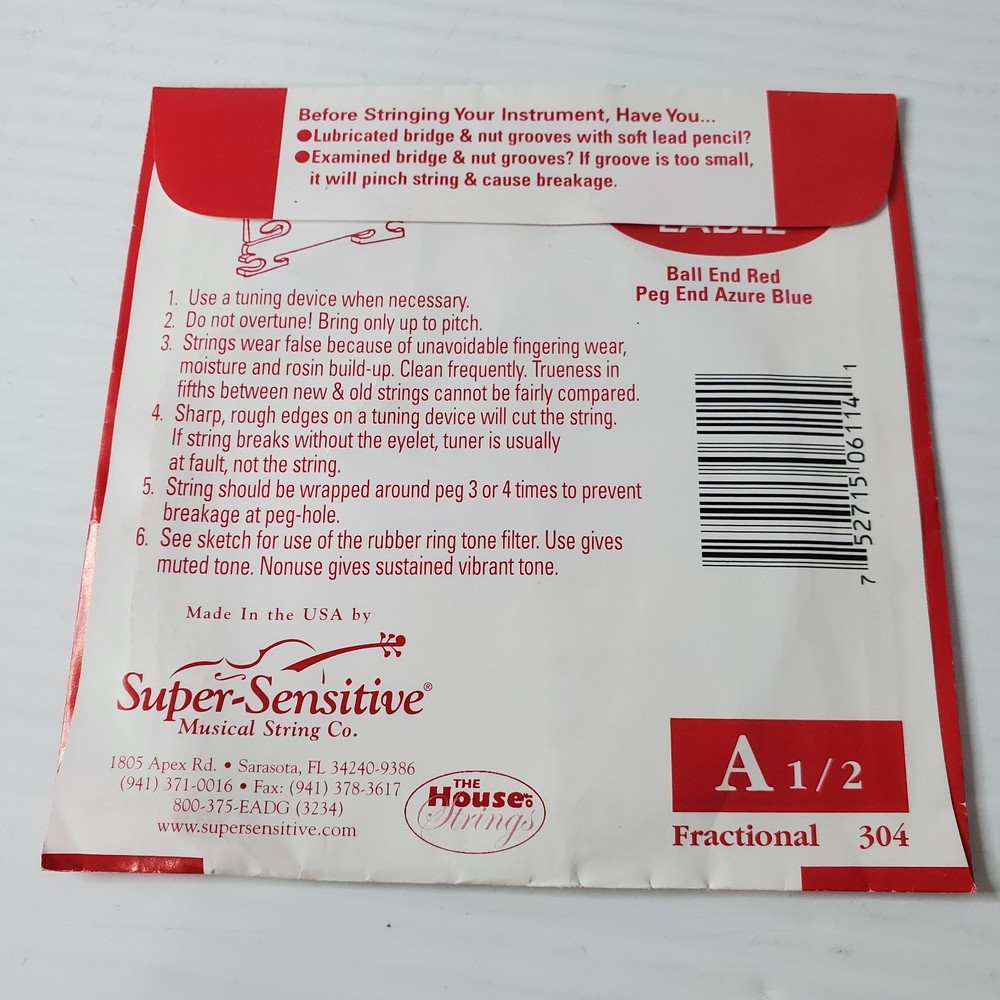 Before Stringing Your Instrument, Have You...
●Lubricated bridge & nut grooves with soft lead pencil?
●Examined bridge & nut grooves? If groove is too small,
it will pinch string & cause breakage.
LABEL
Ball End Red
Peg End Azure Blue
1. Use a tuning device when necessary.
2. Do not overtune! Bring only up to pitch.
3. Strings wear false because of unavoidable fingering wear,
moisture and rosin build-up. Clean frequently. Trueness in
fifths between new & old strings cannot be fairly compared.
4. Sharp, rough edges on a tuning device will cut the string.
If string breaks without the eyelet, tuner is usually
at fault, not the string.
5. String should be wrapped around peg 3 or 4 times to prevent
breakage at peg-hole.
6. See sketch for use of the rubber ring tone filter. Use gives
muted tone. Nonuse gives sustained vibrant tone.
7 52715 06114 1
Made In the USA by
Super-Sensitive®
Musical String Co.
1805 Apex Rd. • Sarasota, FL 34240-9386
(941) 371-0016 • Fax: (941) 378-3617
800-375-EADG (3234)
www.supersensitive.com
THE
House of
Strings
A 1/2
Fractional 304